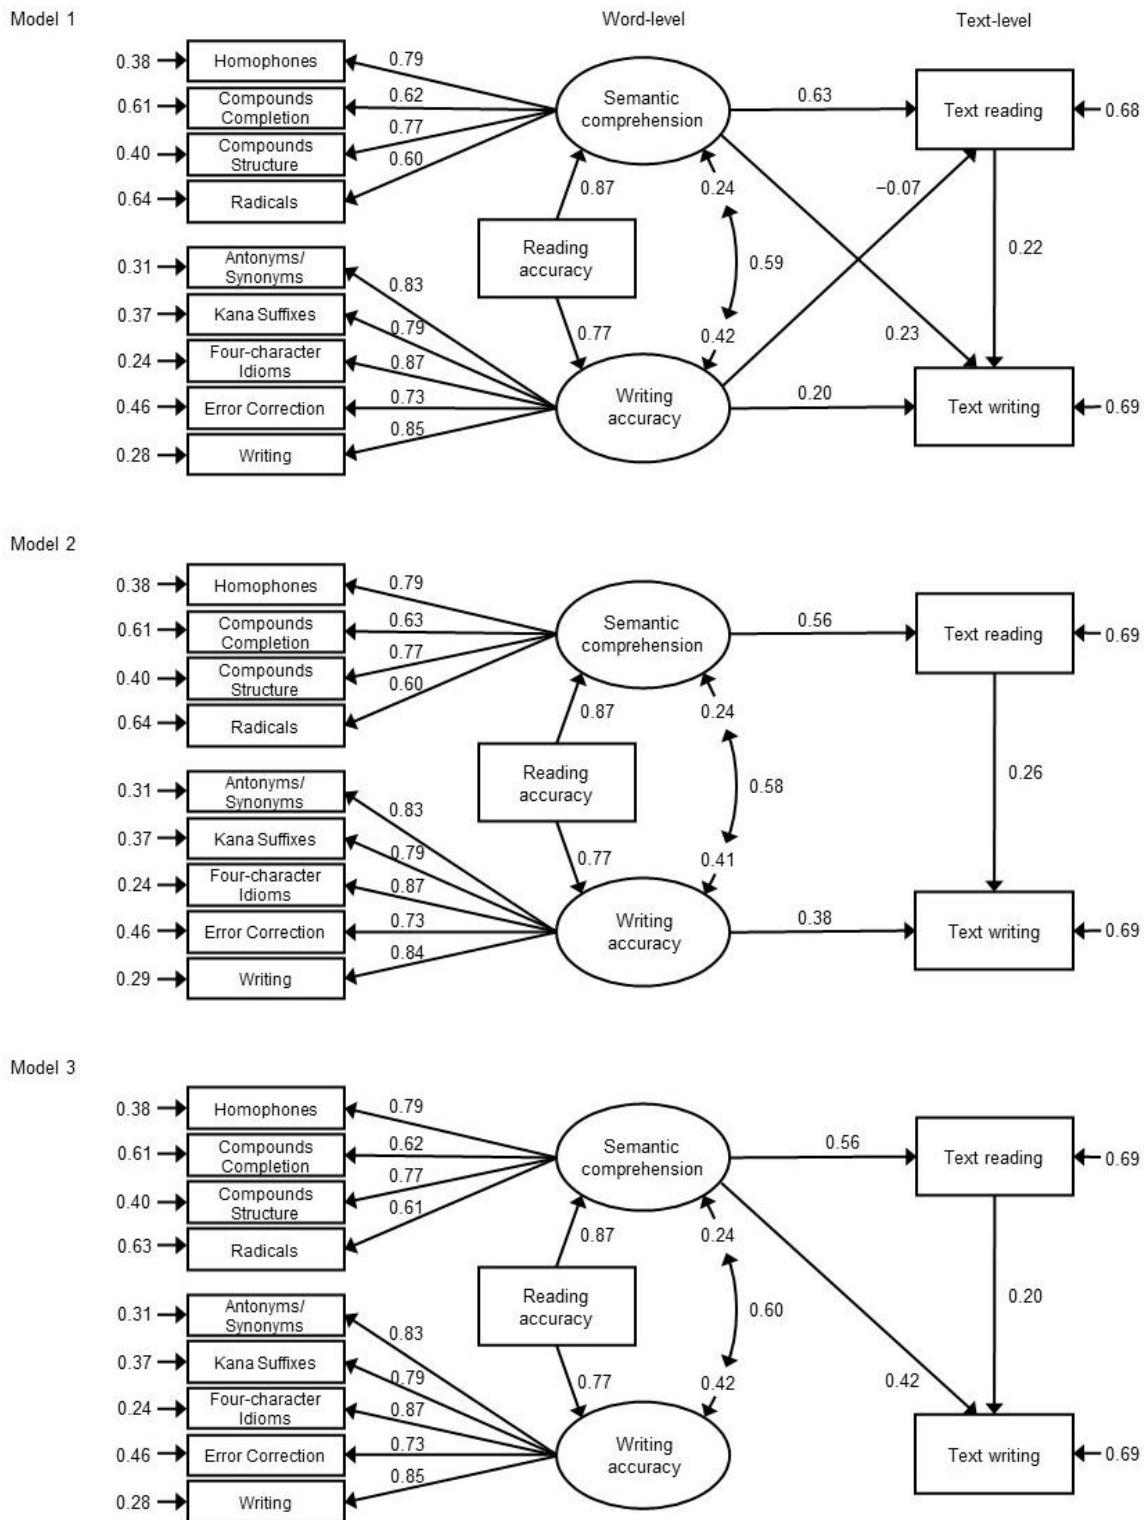 Model 1
Word-level
Text-level
0.38
Homophones
0.79
0.61
Compounds
Completion
0.62
0.40
Compounds
Structure
0.77
0.64
Radicals
0.60
Semantic
comprehension
0.63
Text reading
0.68
0.87
0.24
−0.07
Reading
accuracy
0.59
0.22
0.31
Antonyms/
Synonyms
0.83
0.37
Kana Suffixes
0.79
0.24
Four-character
Idioms
0.87
0.46
Error Correction
0.73
0.28
Writing
0.85
0.77
0.42
0.23
Writing
accuracy
0.20
Text writing
0.69
Model 2
0.38
Homophones
0.79
0.61
Compounds
Completion
0.63
0.40
Compounds
Structure
0.77
0.64
Radicals
0.60
Semantic
comprehension
0.56
Text reading
0.69
0.87
0.24
Reading
accuracy
0.58
0.26
0.31
Antonyms/
Synonyms
0.83
0.37
Kana Suffixes
0.79
0.24
Four-character
Idioms
0.87
0.46
Error Correction
0.73
0.29
Writing
0.84
0.77
0.41
Writing
accuracy
0.38
Text writing
0.69
Model 3
0.38
Homophones
0.79
0.61
Compounds
Completion
0.62
0.40
Compounds
Structure
0.77
0.63
Radicals
0.61
Semantic
comprehension
0.56
Text reading
0.69
0.87
0.24
Reading
accuracy
0.60
0.20
0.31
Antonyms/
Synonyms
0.83
0.37
Kana Suffixes
0.79
0.24
Four-character
Idioms
0.87
0.46
Error Correction
0.73
0.28
Writing
0.85
0.77
0.42
0.42
Writing
accuracy
Text writing
0.69